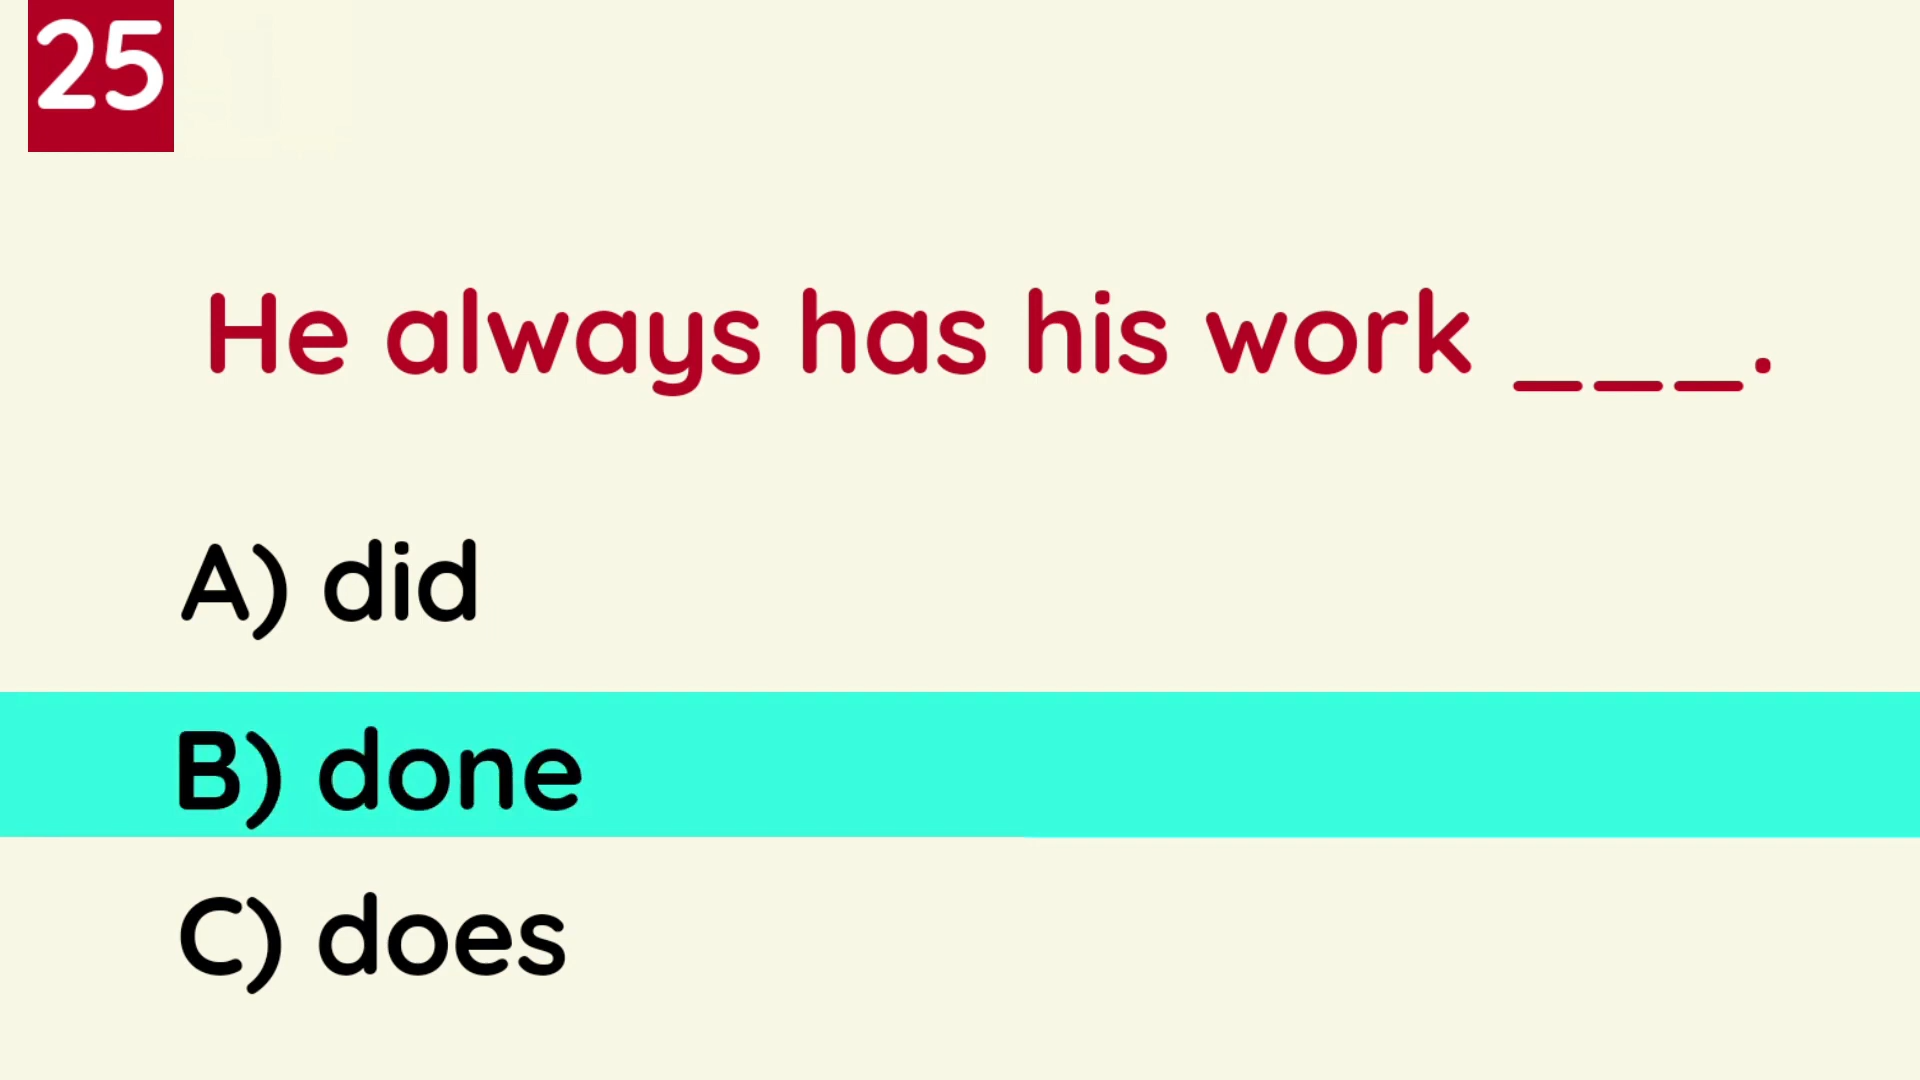 25
He always has his work ___.
A) did
B) done
C) does